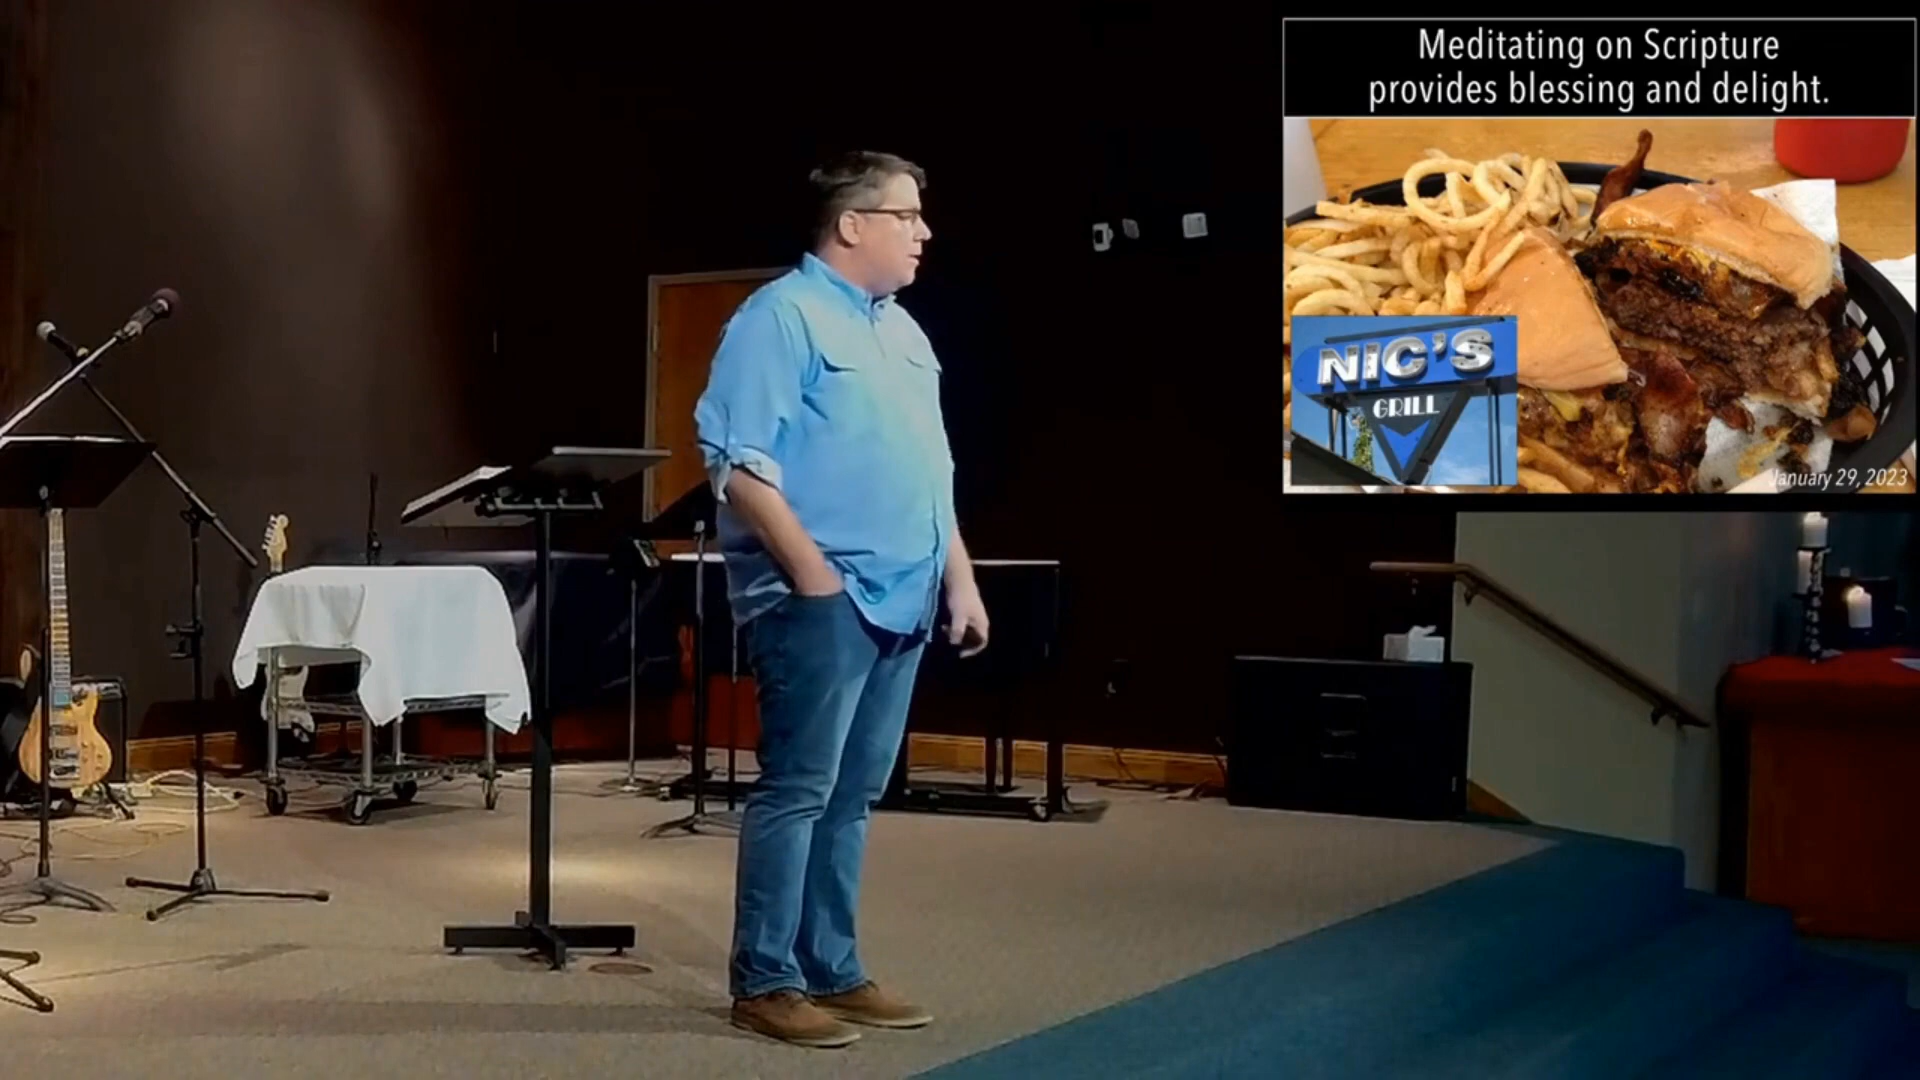 Meditating on Scripture
provides blessing and delight.
NIC'S
GRILL
January 29, 2023